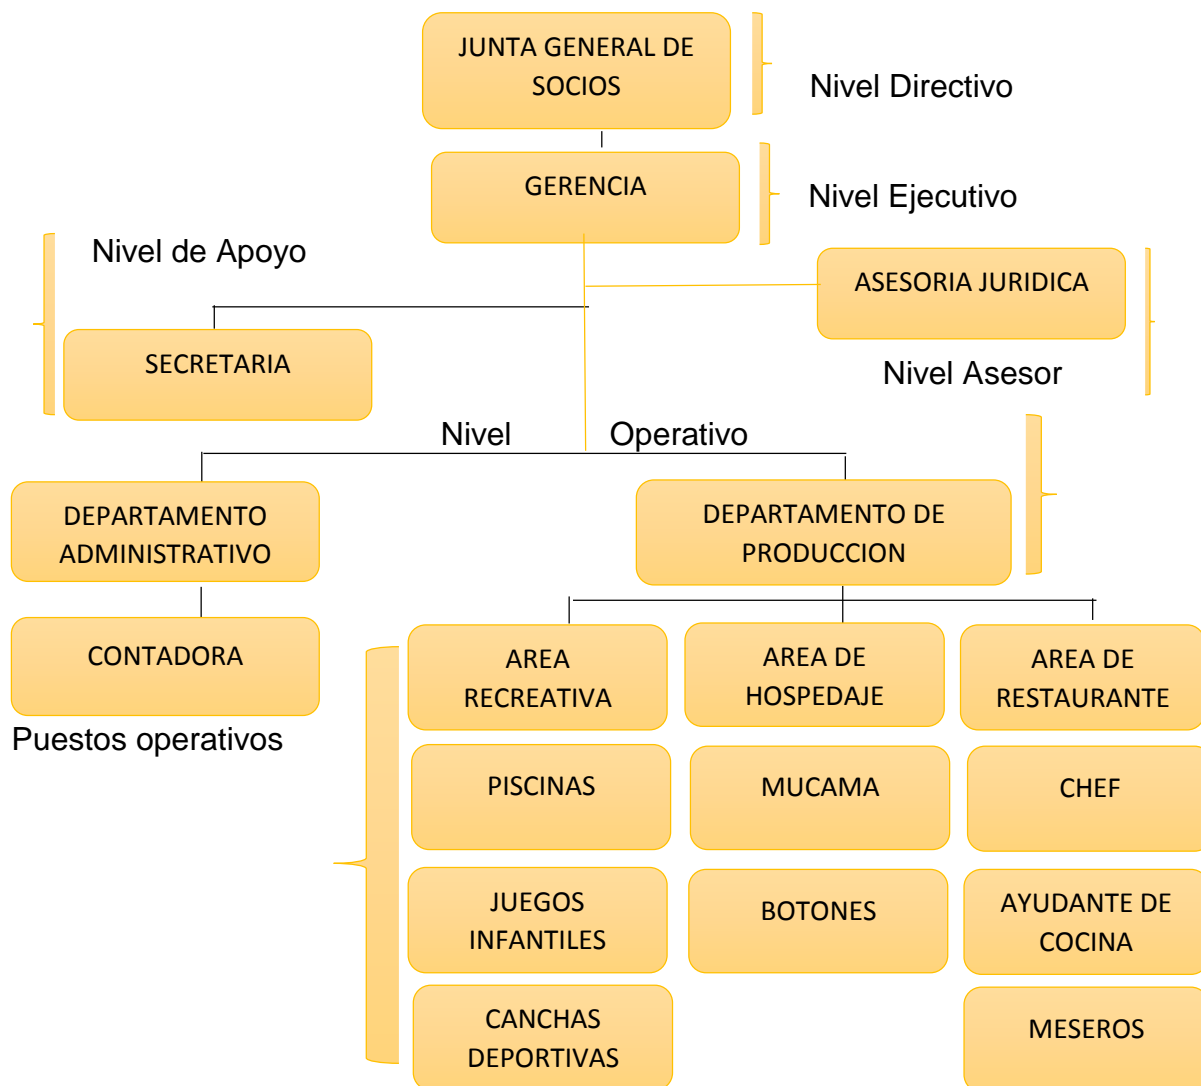 JUNTA GENERAL DE
SOCIOS
Nivel Directivo
GERENCIA
Nivel Ejecutivo
Nivel de Apoyo
ASESORIA JURIDICA
SECRETARIA
Nivel Asesor
Nivel Operativo
DEPARTAMENTO
ADMINISTRATIVO
DEPARTAMENTO DE
PRODUCCION
CONTADORA
Puestos operativos
AREA
RECREATIVA
AREA DE
HOSPEDAJE
AREA DE
RESTAURANTE
PISCINAS
MUCAMA
CHEF
JUEGOS
INFANTILES
BOTONES
AYUDANTE DE
COCINA
CANCHAS
DEPORTIVAS
MESEROS